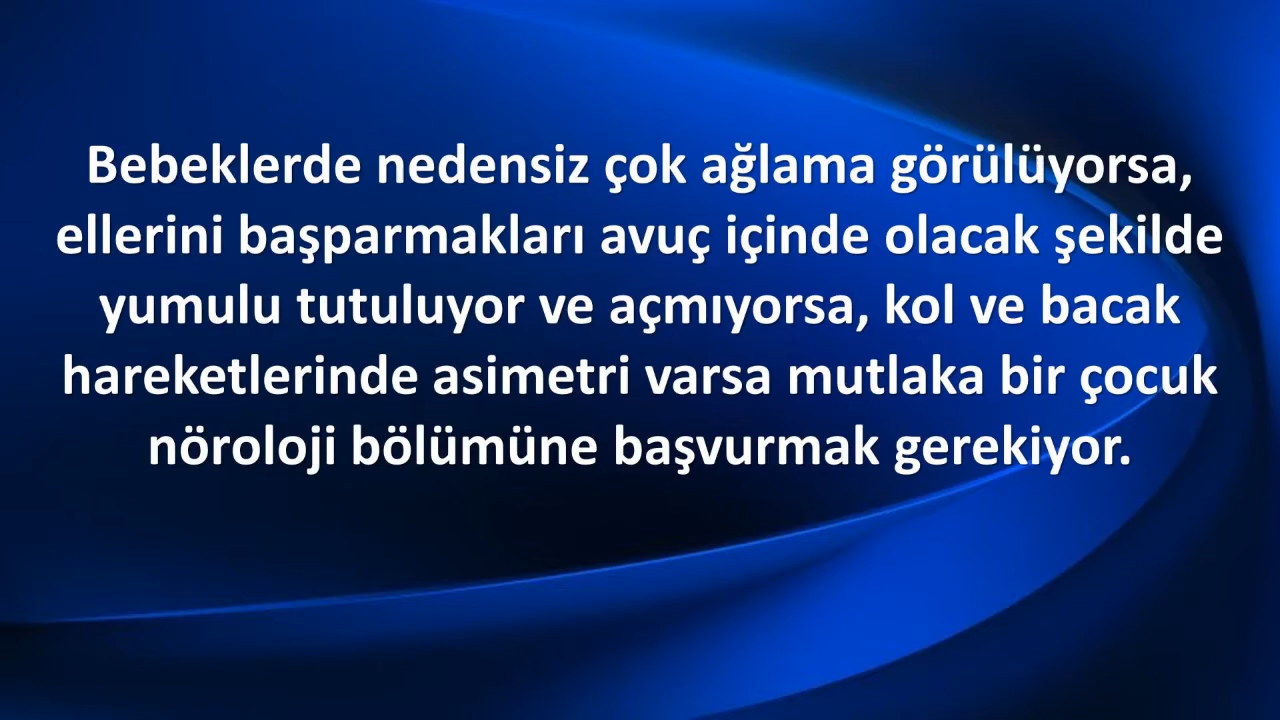 Bebeklerde nedensiz çok ağlama görülüyorsa,
ellerini başparmakları avuç içinde olacak şekilde
yumulu tutuluyor ve açmıyorsa, kol ve bacak
hareketlerinde asimetri varsa mutlaka bir çocuk
nöroloji bölümüne başvurmak gerekiyor.